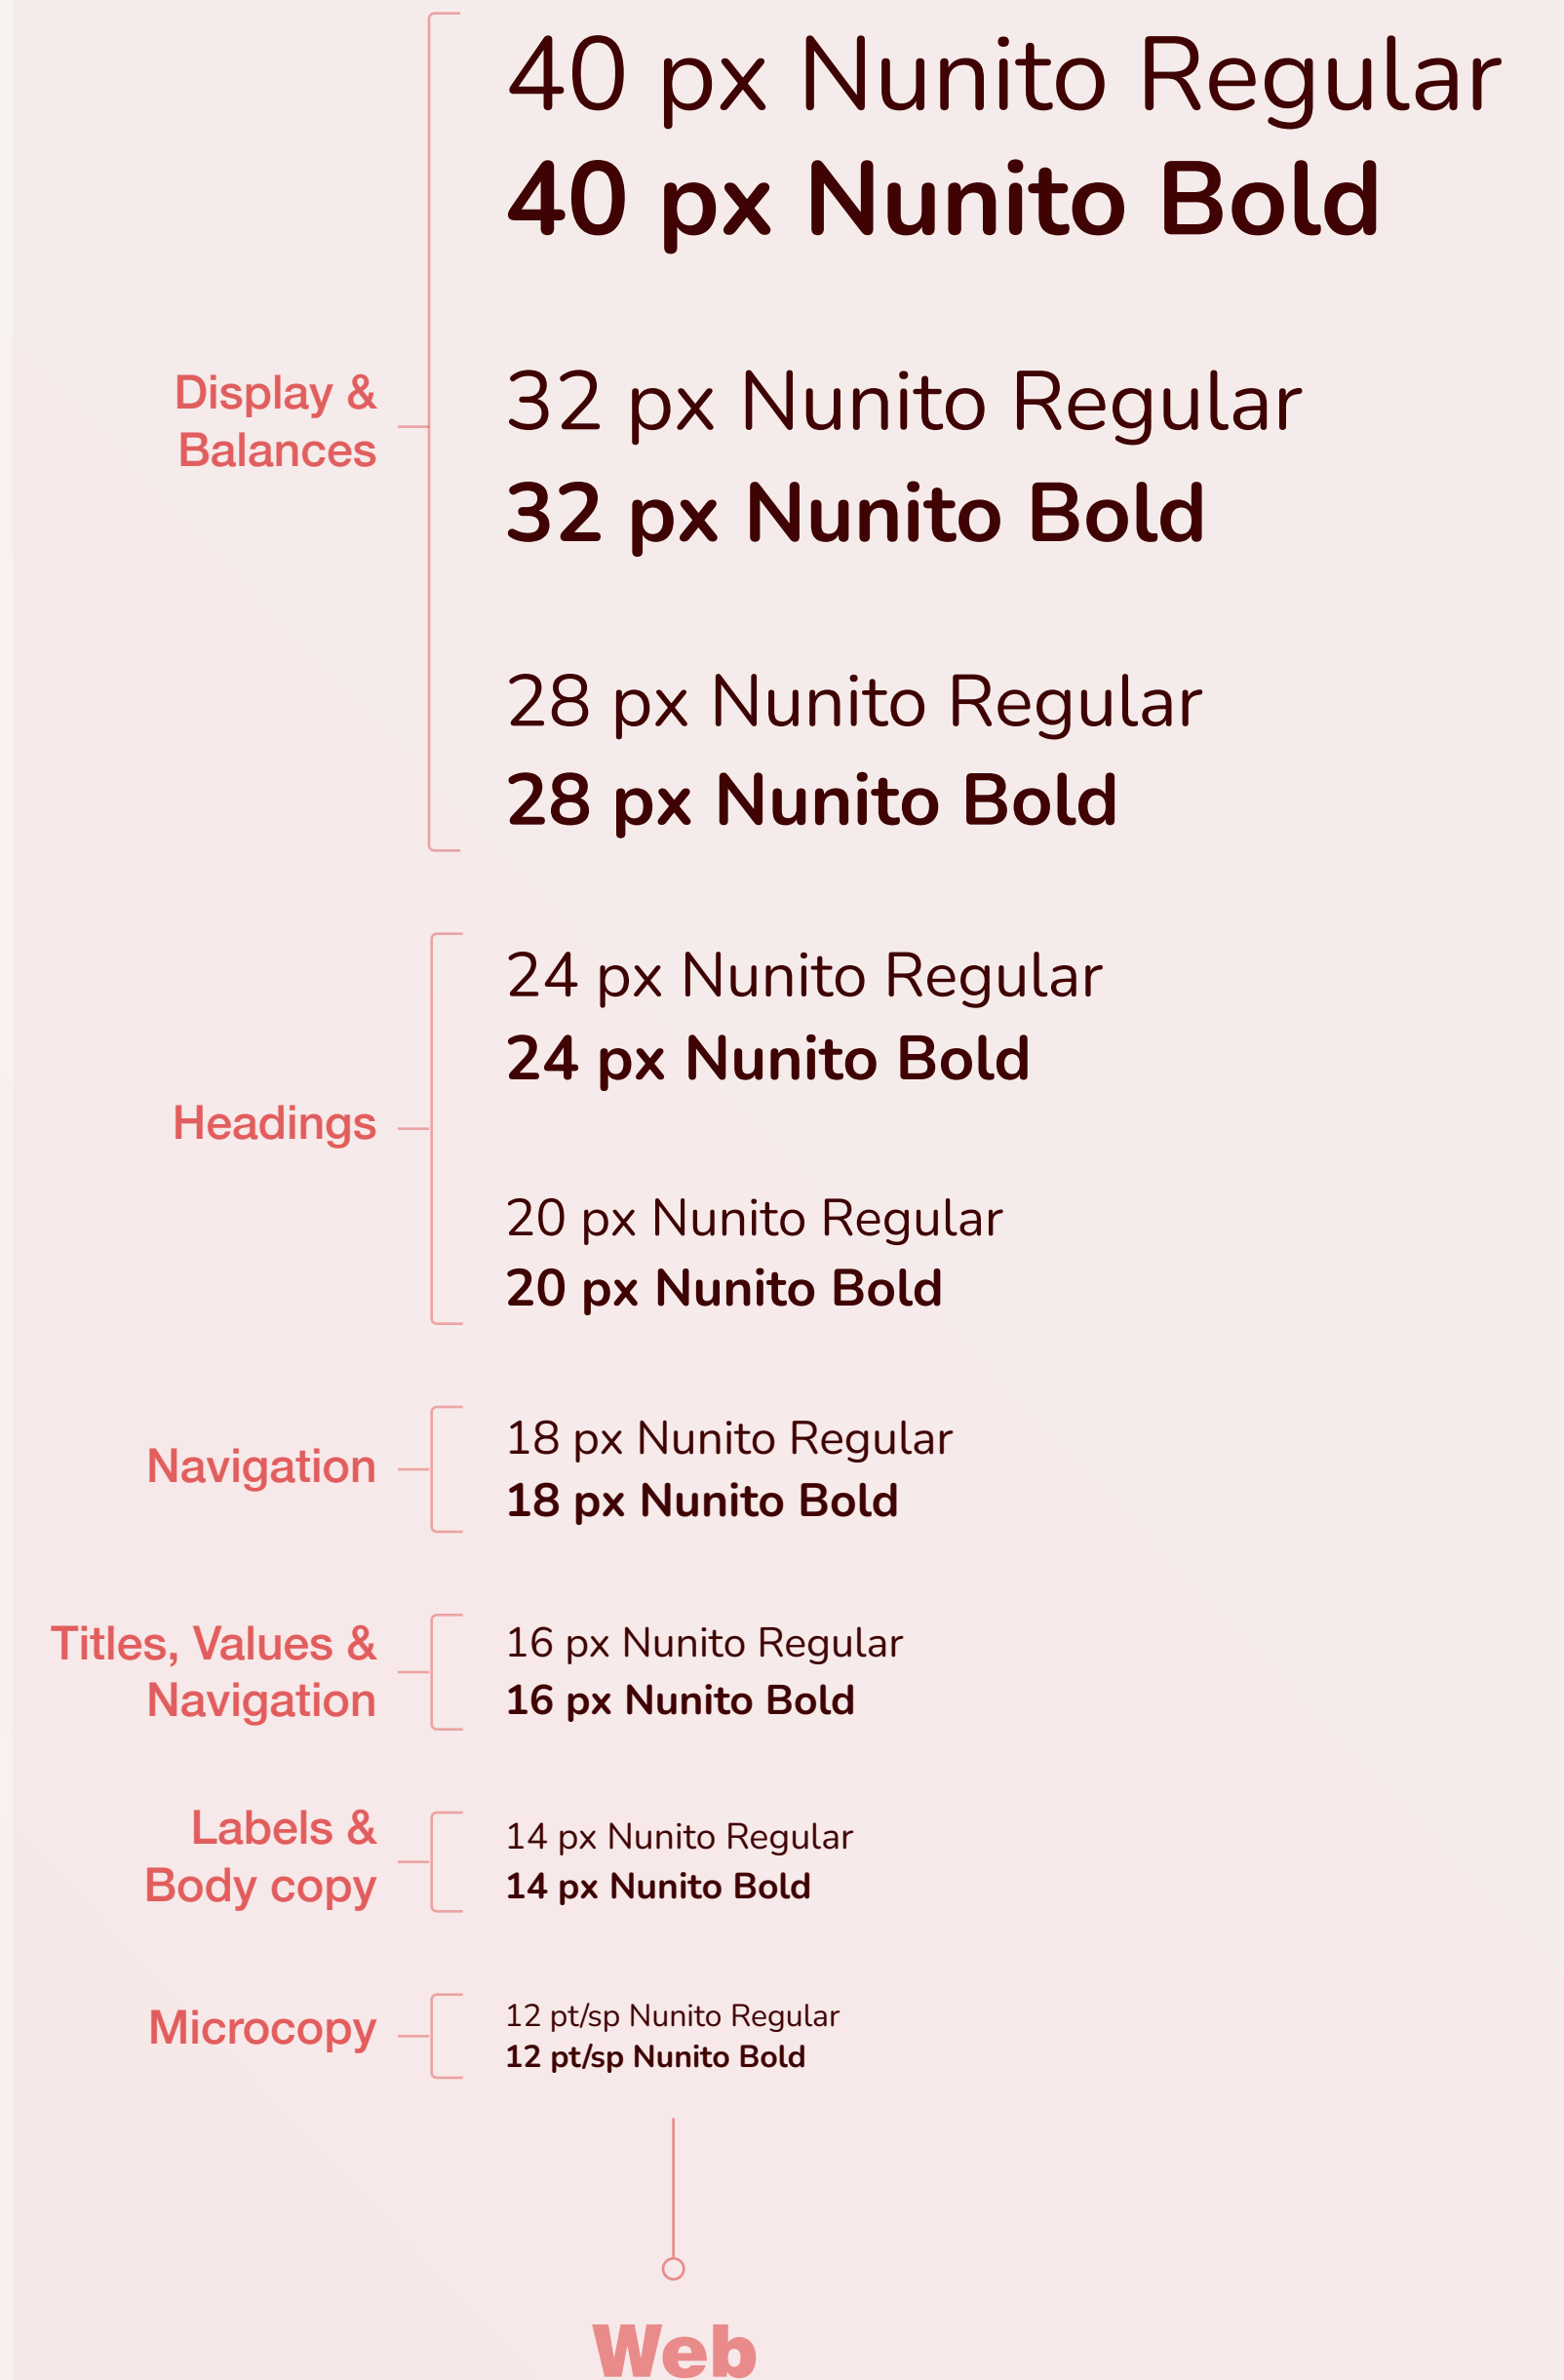 40 px Nunito Regular
40 px Nunito Bold
Display &
Balances
32 px Nunito Regular
32 px Nunito Bold
28 px Nunito Regular
28 px Nunito Bold
Headings
24 px Nunito Regular
24 px Nunito Bold
20 px Nunito Regular
20 px Nunito Bold
Navigation
18 px Nunito Regular
18 px Nunito Bold
Titles, Values &
Navigation
16 px Nunito Regular
16 px Nunito Bold
Labels &
Body copy
14 px Nunito Regular
14 px Nunito Bold
Microcopy
12 pt/sp Nunito Regular
12 pt/sp Nunito Bold
Web